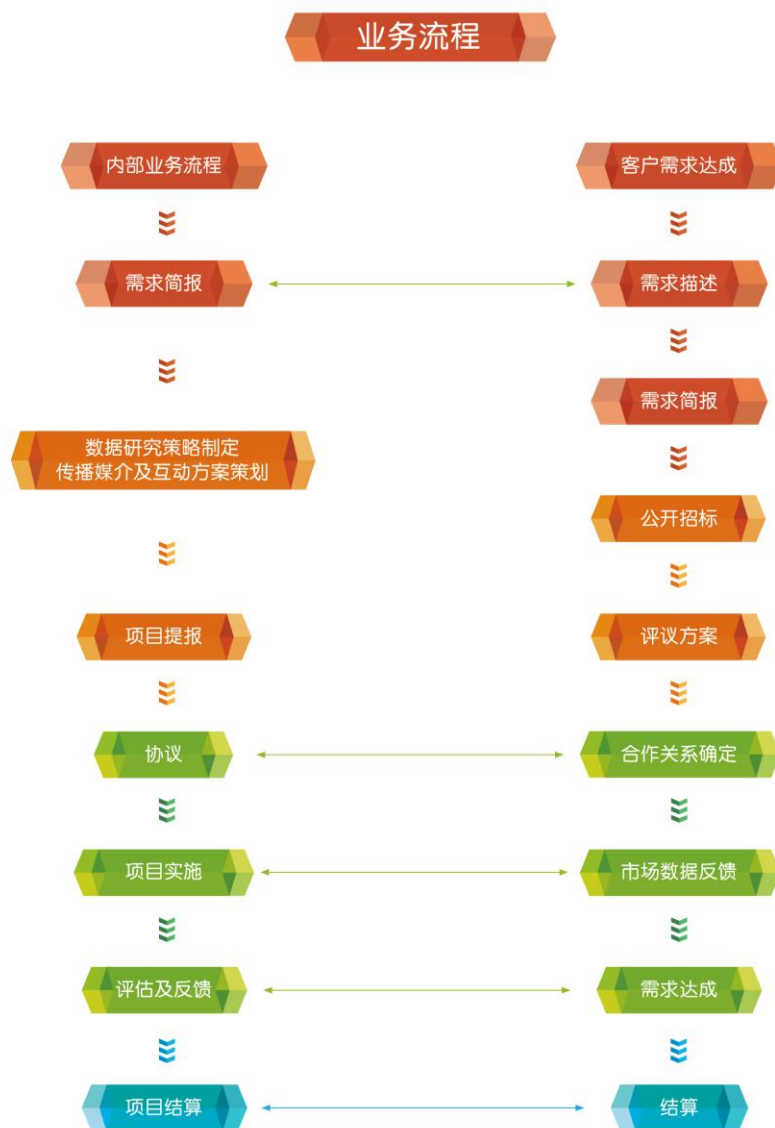 业务流程
内部业务流程
客户需求达成
需求简报
需求描述
需求简报
数据研究策略制定
传播媒介及互动方案策划
公开招标
项目提报
评议方案
协议
合作关系确定
项目实施
市场数据反馈
评估及反馈
需求达成
项目结算
结算